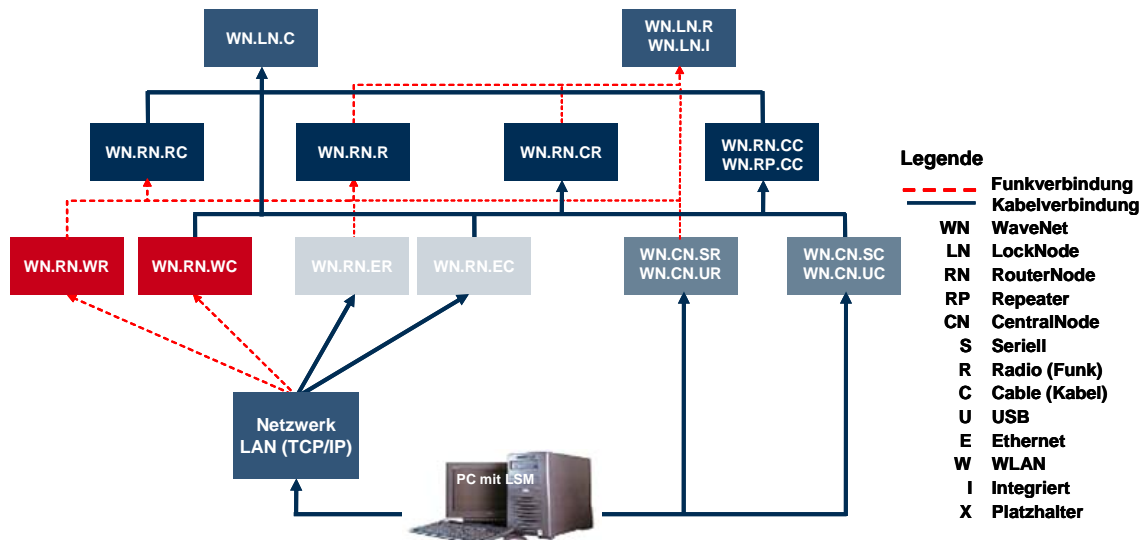 WN.LN.C
WN.LN.R
WN.LN.I
WN.RN.RC
WN.RN.R
WN.RN.CR
WN.RN.CC
WN.RP.CC
WN.RN.WR
WN.RN.WC
WN.RN.ER
WN.RN.EC
WN.CN.SR
WN.CN.UR
WN.CN.SC
WN.CN.UC
Netzwerk
LAN (TCP/IP)
PC mit LSM
Legende
Funkverbindung
Kabelverbindung
WN WaveNet
LN LockNode
RN RouterNode
RP Repeater
CN CentralNode
S Seriell
R Radio (Funk)
C Cable (Kabel)
U USB
E Ethernet
W WLAN
I Integriert
X Platzhalter